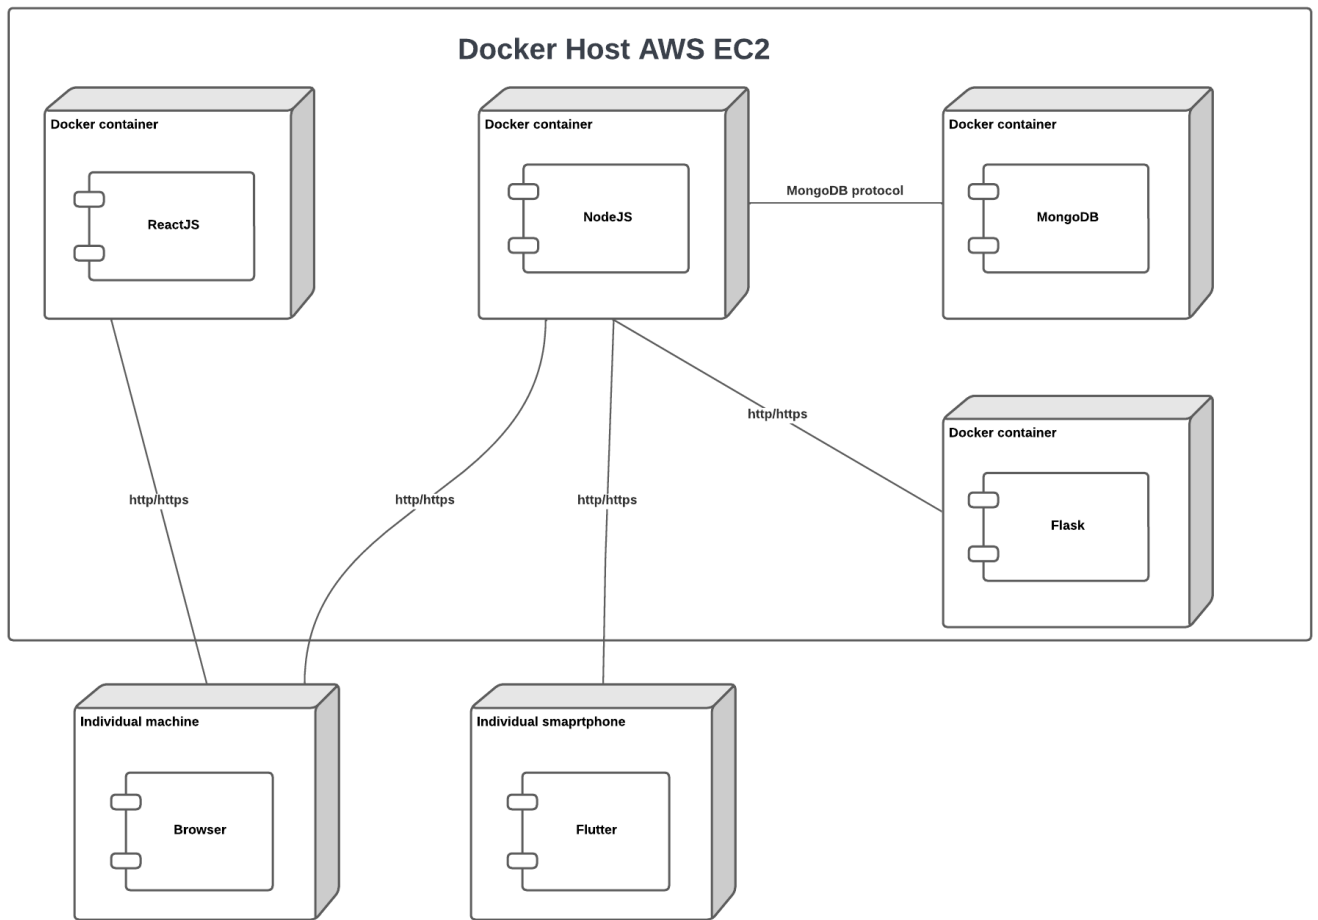 Docker Host AWS EC2
Docker container
ReactJS
Docker container
NodeJS
MongoDB protocol
Docker container
MongoDB
http/https
Docker container
Flask
http/https
http/https
http/https
Individual machine
Browser
Individual smaprtphone
Flutter